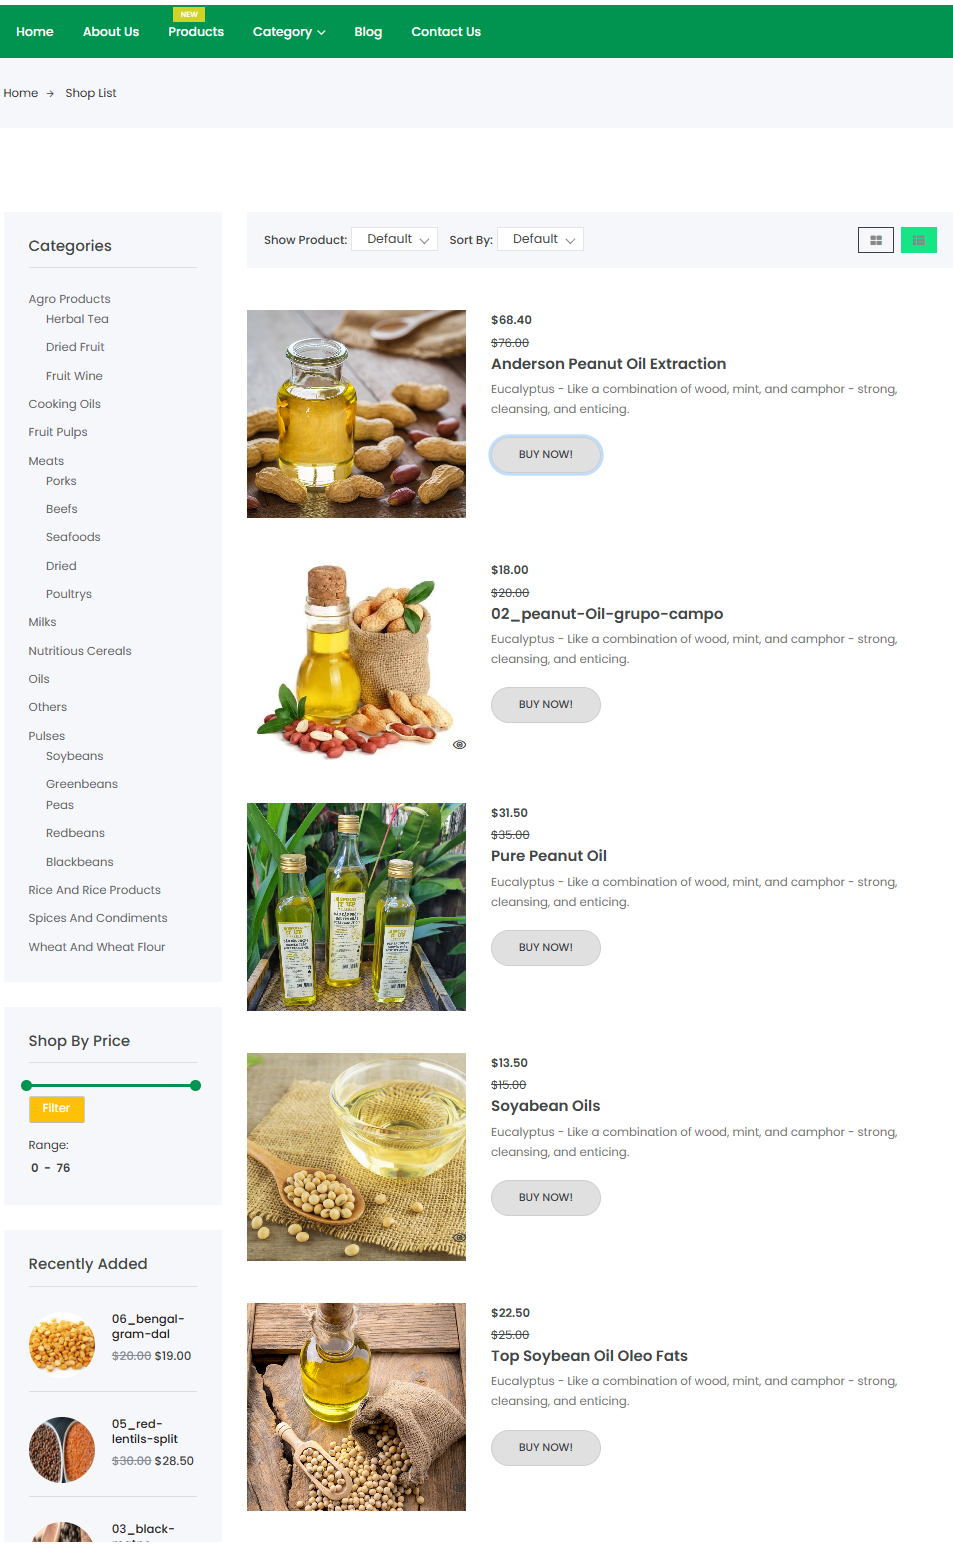 NEW
Home About Us Products Category Blog Contact Us
Home → Shop List
Categories
Agro Products
Herbal Tea
Dried Fruit
Fruit Wine
Cooking Oils
Fruit Pulps
Meats
Porks
Beefs
Seafoods
Dried
Poultrys
Milks
Nutritious Cereals
Oils
Others
Pulses
Soybeans
Greenbeans
Peas
Redbeans
Blackbeans
Rice And Rice Products
Spices And Condiments
Wheat And Wheat Flour
Shop By Price
Filter
Range:
0 - 76
Recently Added
06_bengal-
gram-dal
$20.00 $19.00
05_red-
lentils-split
$30.00 $28.50
03_black-
Show Product: Default Sort By: Default
$68.40
$76.00
Anderson Peanut Oil Extraction
Eucalyptus - Like a combination of wood, mint, and camphor - strong,
cleansing, and enticing.
BUY NOW!
$18.00
$20.00
02_peanut-Oil-grupo-campo
Eucalyptus - Like a combination of wood, mint, and camphor - strong,
cleansing, and enticing.
BUY NOW!
$31.50
$35.00
Pure Peanut Oil
Eucalyptus - Like a combination of wood, mint, and camphor - strong,
cleansing, and enticing.
BUY NOW!
$13.50
$15.00
Soyabean Oils
Eucalyptus - Like a combination of wood, mint, and camphor - strong,
cleansing, and enticing.
BUY NOW!
$22.50
$25.00
Top Soybean Oil Oleo Fats
Eucalyptus - Like a combination of wood, mint, and camphor - strong,
cleansing, and enticing.
BUY NOW!